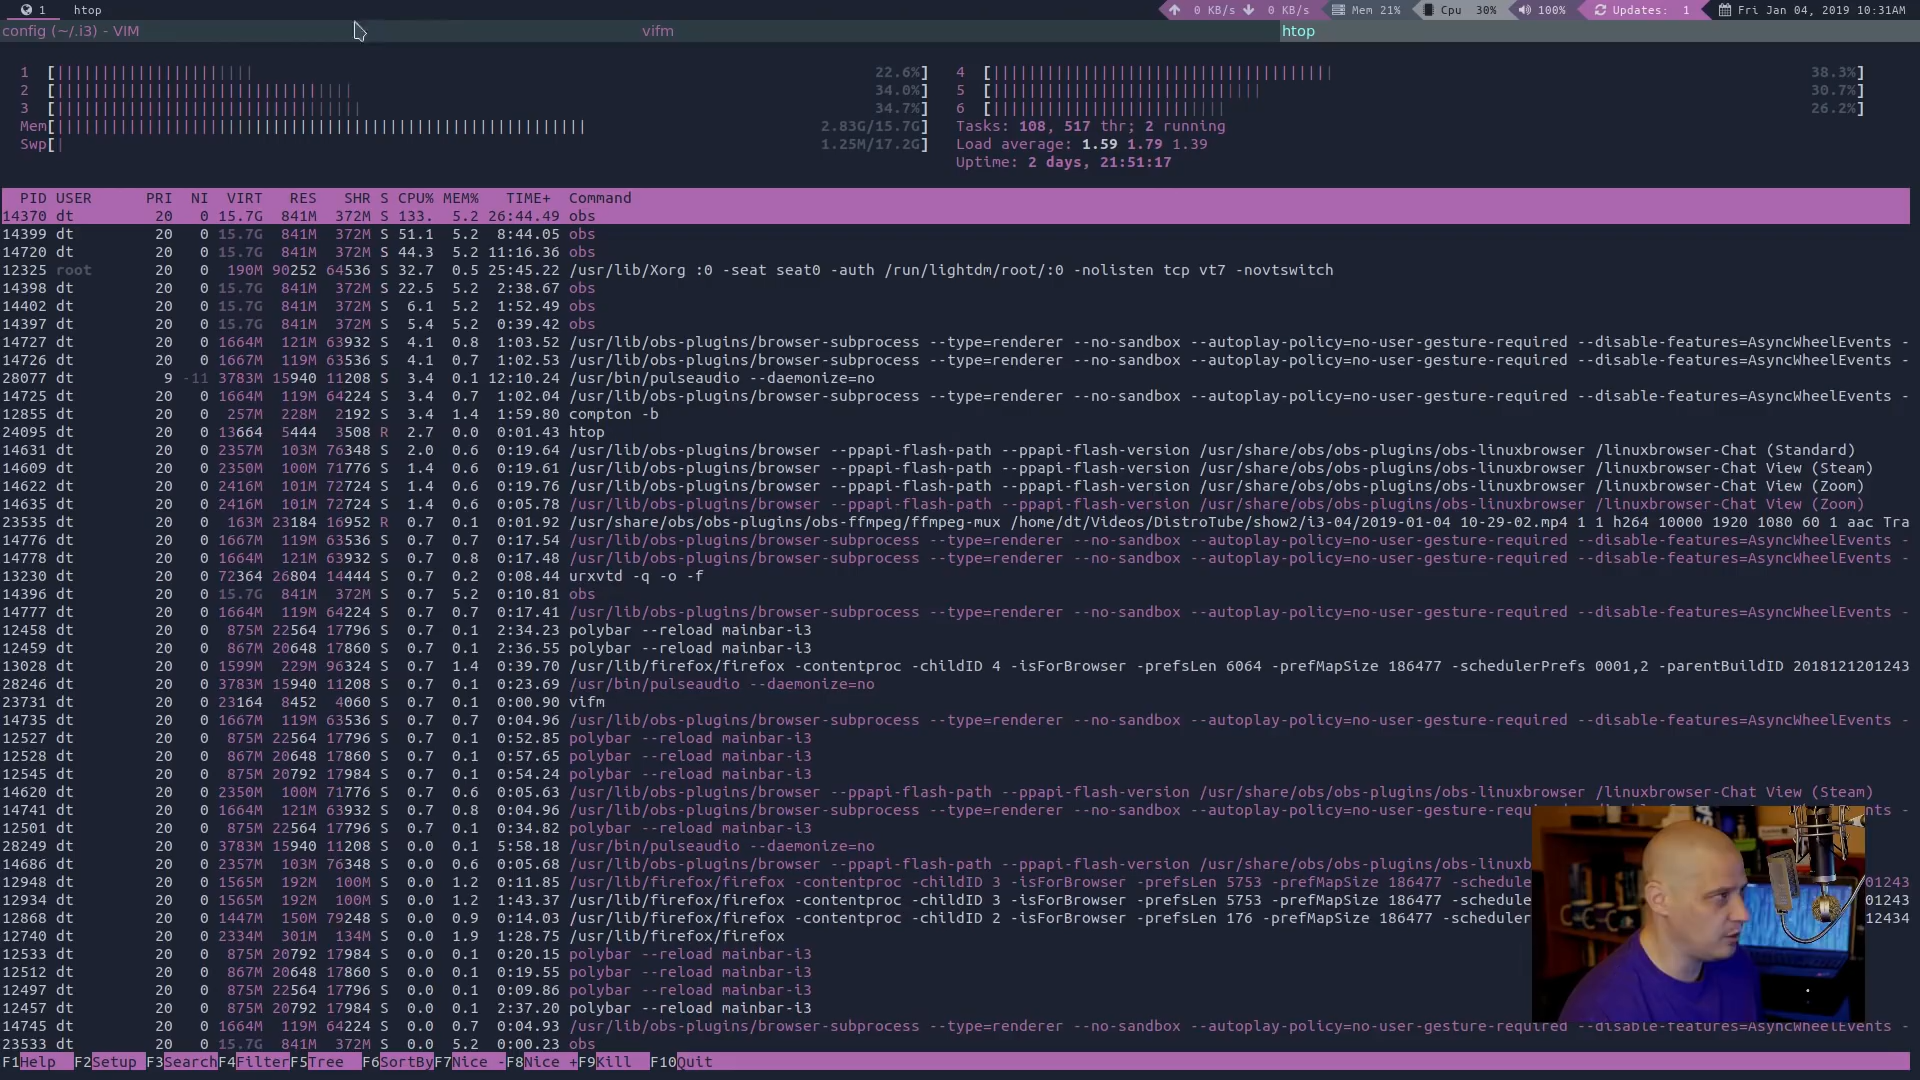 1 htop 0 KB/s 0 KB/s Mem 21% Cpu 30% 100% Updates: 1 Fri Jan 04, 2019 10:31AM
config (~/.i3) - VIM vifm htop
1 [ 22.6%] 4 [ 38.3%]
2 [ 34.0%] 5 [ 30.7%]
3 [ 34.7%] 6 [ 26.2%]
Mem[ 2.83G/15.7G] Tasks: 108, 517 thr; 2 running
Swp[ 1.25M/17.2G] Load average: 1.59 1.79 1.39
Uptime: 2 days, 21:51:17
PID USER PRI NI VIRT RES SHR S CPU% MEM% TIME+ Command
14370 dt 20 0 15.7G 841M 372M S 133. 5.2 26:44.49 obs
14399 dt 20 0 15.7G 841M 372M S 51.1 5.2 8:44.05 obs
14720 dt 20 0 15.7G 841M 372M S 44.3 5.2 11:16.36 obs
12325 root 20 0 190M 90252 64536 S 32.7 0.5 25:45.22 /usr/lib/Xorg :0 -seat seat0 -auth /run/lightdm/root/:0 -nolisten tcp vt7 -novtswitch
14398 dt 20 0 15.7G 841M 372M S 22.5 5.2 2:38.67 obs
14402 dt 20 0 15.7G 841M 372M S 6.1 5.2 1:52.49 obs
14397 dt 20 0 15.7G 841M 372M S 5.4 5.2 0:39.42 obs
14727 dt 20 0 1664M 121M 63932 S 4.1 0.8 1:03.52 /usr/lib/obs-plugins/browser-subprocess --type=renderer --no-sandbox --autoplay-policy=no-user-gesture-required --disable-features=AsyncWheelEvents -
14726 dt 20 0 1667M 119M 63536 S 4.1 0.7 1:02.53 /usr/lib/obs-plugins/browser-subprocess --type=renderer --no-sandbox --autoplay-policy=no-user-gesture-required --disable-features=AsyncWheelEvents -
28077 dt 9 -11 3783M 15940 11208 S 3.4 0.1 12:10.24 /usr/bin/pulseaudio --daemonize=no
14725 dt 20 0 1664M 119M 64224 S 3.4 0.7 1:02.04 /usr/lib/obs-plugins/browser-subprocess --type=renderer --no-sandbox --autoplay-policy=no-user-gesture-required --disable-features=AsyncWheelEvents -
12855 dt 20 0 257M 228M 2192 S 3.4 1.4 1:59.80 compton -b
24095 dt 20 0 13664 5444 3508 R 2.7 0.0 0:01.43 htop
14631 dt 20 0 2357M 103M 76348 S 2.0 0.6 0:19.64 /usr/lib/obs-plugins/browser --ppapi-flash-path --ppapi-flash-version /usr/share/obs/obs-plugins/obs-linuxbrowser /linuxbrowser-Chat (Standard)
14609 dt 20 0 2350M 100M 71776 S 1.4 0.6 0:19.61 /usr/lib/obs-plugins/browser --ppapi-flash-path --ppapi-flash-version /usr/share/obs/obs-plugins/obs-linuxbrowser /linuxbrowser-Chat View (Steam)
14622 dt 20 0 2416M 101M 72724 S 1.4 0.6 0:19.76 /usr/lib/obs-plugins/browser --ppapi-flash-path --ppapi-flash-version /usr/share/obs/obs-plugins/obs-linuxbrowser /linuxbrowser-Chat View (Zoom)
14635 dt 20 0 2416M 101M 72724 S 1.4 0.6 0:05.78 /usr/lib/obs-plugins/browser --ppapi-flash-path --ppapi-flash-version /usr/share/obs/obs-plugins/obs-linuxbrowser /linuxbrowser-Chat View (Zoom)
23535 dt 20 0 163M 23184 16952 R 0.7 0.1 0:01.92 /usr/share/obs/obs-plugins/obs-ffmpeg/ffmpeg-mux /home/dt/Videos/DistroTube/show2/i3-04/2019-01-04 10-29-02.mp4 1 1 h264 10000 1920 1080 60 1 aac Tra
14776 dt 20 0 1667M 119M 63536 S 0.7 0.7 0:17.54 /usr/lib/obs-plugins/browser-subprocess --type=renderer --no-sandbox --autoplay-policy=no-user-gesture-required --disable-features=AsyncWheelEvents -
14778 dt 20 0 1664M 121M 63932 S 0.7 0.8 0:17.48 /usr/lib/obs-plugins/browser-subprocess --type=renderer --no-sandbox --autoplay-policy=no-user-gesture-required --disable-features=AsyncWheelEvents -
13230 dt 20 0 72364 26804 14444 S 0.7 0.2 0:08.44 urxvtd -q -o -f
14396 dt 20 0 15.7G 841M 372M S 0.7 5.2 0:10.81 obs
14777 dt 20 0 1664M 119M 64224 S 0.7 0.7 0:17.41 /usr/lib/obs-plugins/browser-subprocess --type=renderer --no-sandbox --autoplay-policy=no-user-gesture-required --disable-features=AsyncWheelEvents -
12458 dt 20 0 875M 22564 17796 S 0.7 0.1 2:34.23 polybar --reload mainbar-i3
12459 dt 20 0 867M 20648 17860 S 0.7 0.1 2:36.55 polybar --reload mainbar-i3
13028 dt 20 0 1599M 229M 96324 S 0.7 1.4 0:39.70 /usr/lib/firefox/firefox -contentproc -childID 4 -isForBrowser -prefsLen 6064 -prefMapSize 186477 -schedulerPrefs 0001,2 -parentBuildID 2018121201243
28246 dt 20 0 3783M 15940 11208 S 0.7 0.1 0:23.69 /usr/bin/pulseaudio --daemonize=no
23731 dt 20 0 23164 8452 4060 S 0.7 0.1 0:00.90 vifm
14735 dt 20 0 1667M 119M 63536 S 0.7 0.7 0:04.96 /usr/lib/obs-plugins/browser-subprocess --type=renderer --no-sandbox --autoplay-policy=no-user-gesture-required --disable-features=AsyncWheelEvents -
12527 dt 20 0 875M 22564 17796 S 0.7 0.1 0:52.85 polybar --reload mainbar-i3
12528 dt 20 0 867M 20648 17860 S 0.7 0.1 0:57.65 polybar --reload mainbar-i3
12545 dt 20 0 875M 20792 17984 S 0.7 0.1 0:54.24 polybar --reload mainbar-i3
14620 dt 20 0 2350M 100M 71776 S 0.7 0.6 0:05.63 /usr/lib/obs-plugins/browser --ppapi-flash-path --ppapi-flash-version /usr/share/obs/obs-plugins/obs-linuxbrowser /linuxbrowser-Chat View (Steam)
14741 dt 20 0 1664M 121M 63932 S 0.7 0.8 0:04.96 /usr/lib/obs-plugins/browser-subprocess --type=renderer --no-sandbox --autoplay-policy=no-user-gesture-required --disable-features=AsyncWheelEvents -
12501 dt 20 0 875M 22564 17796 S 0.7 0.1 0:34.82 polybar --reload mainbar-i3
28249 dt 20 0 3783M 15940 11208 S 0.0 0.1 5:58.18 /usr/bin/pulseaudio --daemonize=no
14686 dt 20 0 2357M 103M 76348 S 0.0 0.6 0:05.68 /usr/lib/obs-plugins/browser --ppapi-flash-path --ppapi-flash-version /usr/share/obs/obs-plugins/obs-linuxb
12948 dt 20 0 1565M 192M 100M S 0.0 1.2 0:11.85 /usr/lib/firefox/firefox -contentproc -childID 3 -isForBrowser -prefsLen 5753 -prefMapSize 186477 -schedule 01243
12934 dt 20 0 1565M 192M 100M S 0.0 1.2 1:43.37 /usr/lib/firefox/firefox -contentproc -childID 3 -isForBrowser -prefsLen 5753 -prefMapSize 186477 -schedule 01243
12868 dt 20 0 1447M 150M 79248 S 0.0 0.9 0:14.03 /usr/lib/firefox/firefox -contentproc -childID 2 -isForBrowser -prefsLen 176 -prefMapSize 186477 -scheduler 12434
12740 dt 20 0 2334M 301M 134M S 0.0 1.9 1:28.75 /usr/lib/firefox/firefox
12533 dt 20 0 875M 20792 17984 S 0.0 0.1 0:20.15 polybar --reload mainbar-i3
12512 dt 20 0 867M 20648 17860 S 0.0 0.1 0:19.55 polybar --reload mainbar-i3
12497 dt 20 0 875M 22564 17796 S 0.0 0.1 0:09.86 polybar --reload mainbar-i3
12457 dt 20 0 875M 20792 17984 S 0.0 0.1 2:37.20 polybar --reload mainbar-i3
14745 dt 20 0 1664M 119M 64224 S 0.0 0.7 0:04.93 /usr/lib/obs-plugins/browser-subprocess --type=renderer --no-sandbox --autoplay-policy=no-user-gesture-required --disable-features=AsyncWheelEvents -
23533 dt 20 0 15.7G 841M 372M S 0.0 5.2 0:00.23 obs
F1Help F2Setup F3SearchF4FilterF5Tree F6SortByF7Nice -F8Nice +F9Kill F10Quit